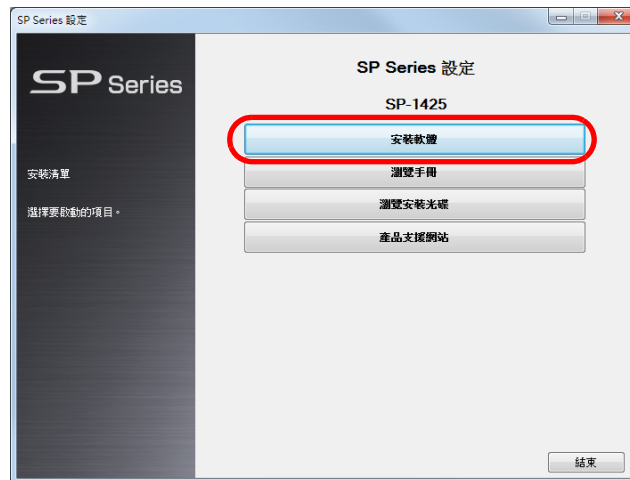 SP Series 設定
SP Series
安裝清單
選擇要啟動的項目。
SP Series 設定
SP-1425
安裝軟體
瀏覽手冊
瀏覽安裝光碟
產品支援網站
結束